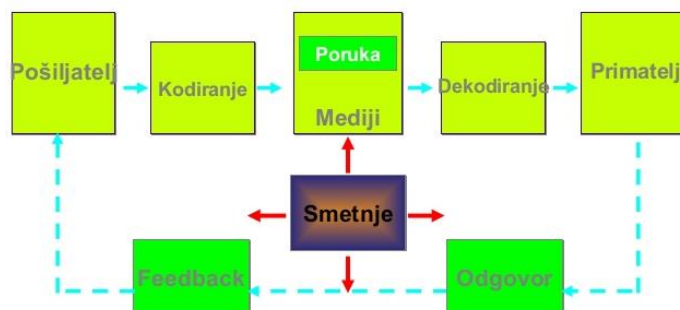 Pošiljatelj
Kodiranje
Poruka
Mediji
Dekodiranje
Primatelj
Smetnje
Feedback
Odgovor